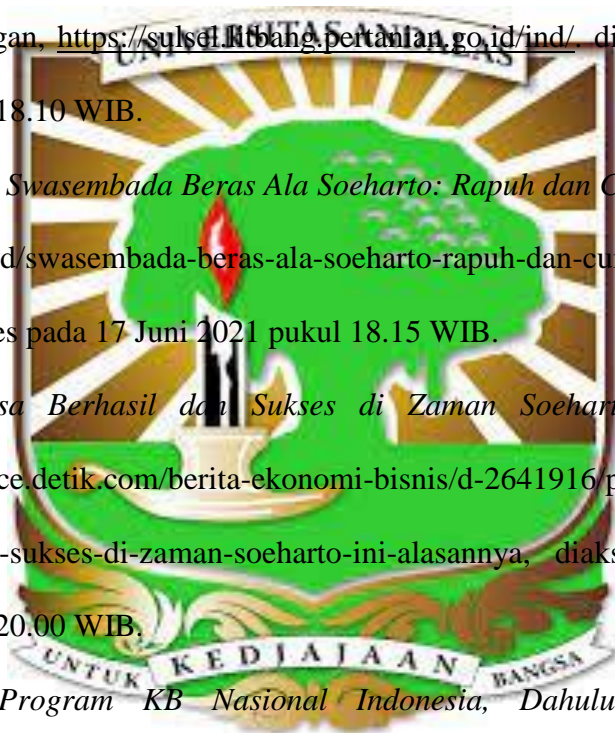 gan, https://sulsel.litbang.pertanian.go.id/ind/. di
UNIVERSITAS ANDALAS
18.10 WIB.
Swasembada Beras Ala Soeharto: Rapuh dan C
d/swasembada-beras-ala-soeharto-rapuh-dan-cu
es pada 17 Juni 2021 pukul 18.15 WIB.
sa Berhasil dan Sukses di Zaman Soehart
ce.detik.com/berita-ekonomi-bisnis/d-2641916/p
-sukses-di-zaman-soeharto-ini-alasannya, diaks
20.00 WIB.
UNTUK KEDJAJAAN BANGSA
Program KB Nasional Indonesia, Dahulu